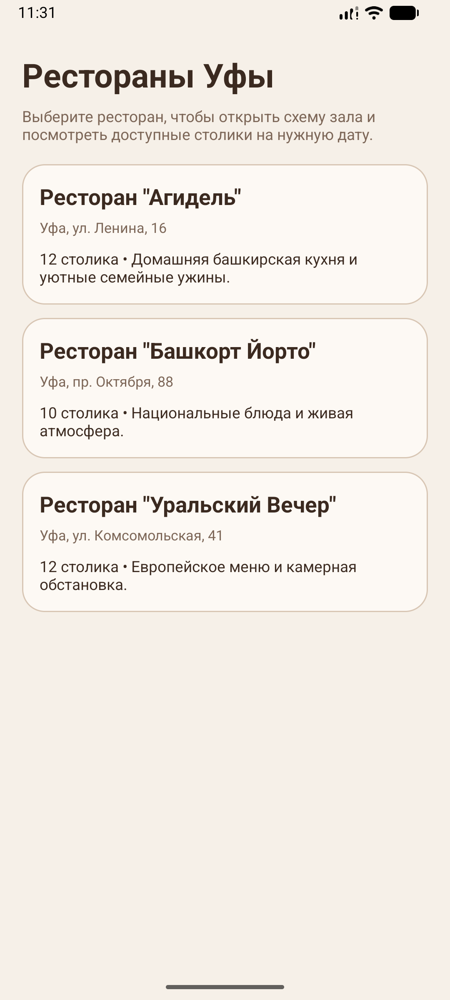 11:31
Рестораны Уфы
Выберите ресторан, чтобы открыть схему зала и
посмотреть доступные столики на нужную дату.
Ресторан "Агидель"
Уфа, ул. Ленина, 16
12 столика • Домашняя башкирская кухня и
уютные семейные ужины.
Ресторан "Башкорт Йорто"
Уфа, пр. Октября, 88
10 столика • Национальные блюда и живая
атмосфера.
Ресторан "Уральский Вечер"
Уфа, ул. Комсомольская, 41
12 столика • Европейское меню и камерная
обстановка.